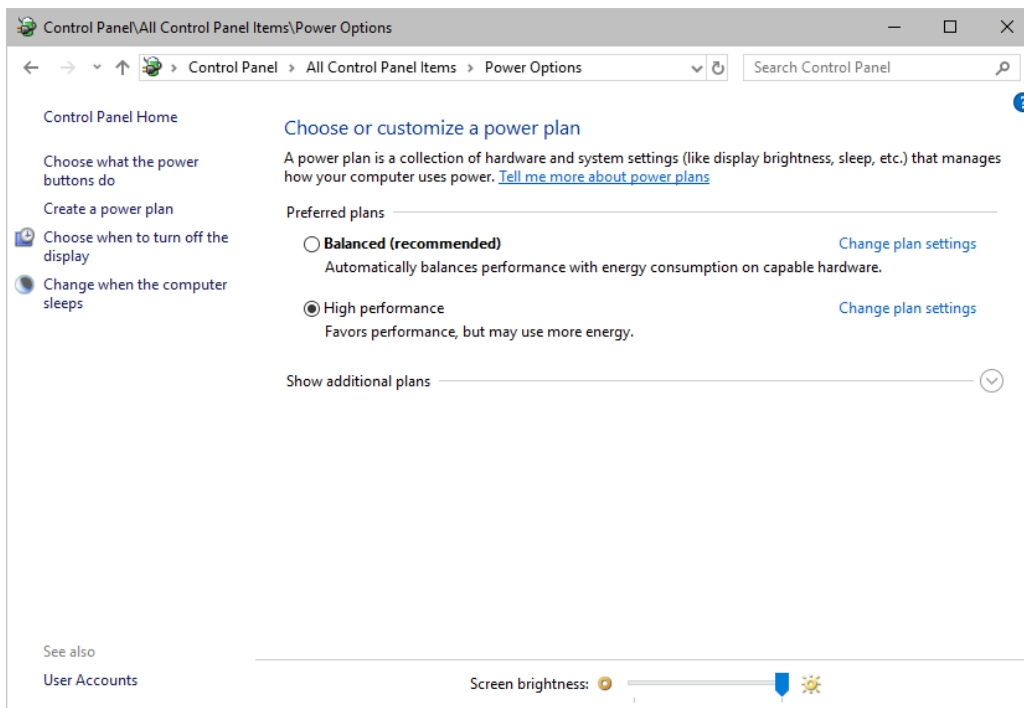 Control Panel\All Control Panel Items\Power Options
Control Panel > All Control Panel Items > Power Options
Search Control Panel
Control Panel Home
Choose what the power
buttons do
Create a power plan
Choose when to turn off the
display
Change when the computer
sleeps
Choose or customize a power plan
A power plan is a collection of hardware and system settings (like display brightness, sleep, etc.) that manages
how your computer uses power. Tell me more about power plans
Preferred plans
Balanced (recommended) Change plan settings
Automatically balances performance with energy consumption on capable hardware.
High performance Change plan settings
Favors performance, but may use more energy.
Show additional plans
See also
User Accounts
Screen brightness: